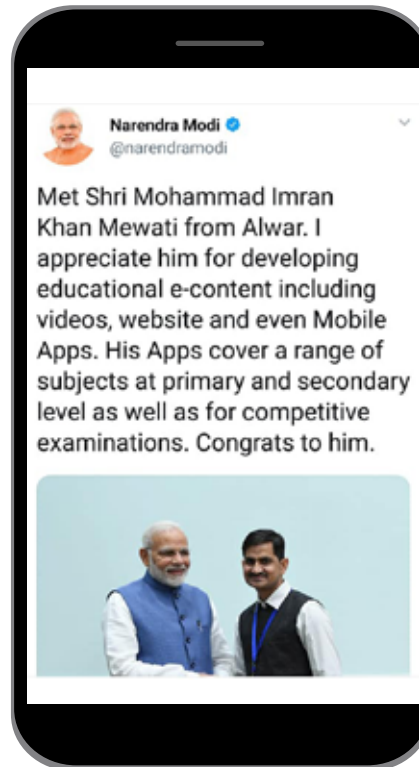 Narendra Modi
@narendramodi
Met Shri Mohammad Imran
Khan Mewati from Alwar. I
appreciate him for developing
educational e-content including
videos, website and even Mobile
Apps. His Apps cover a range of
subjects at primary and secondary
level as well as for competitive
examinations. Congrats to him.